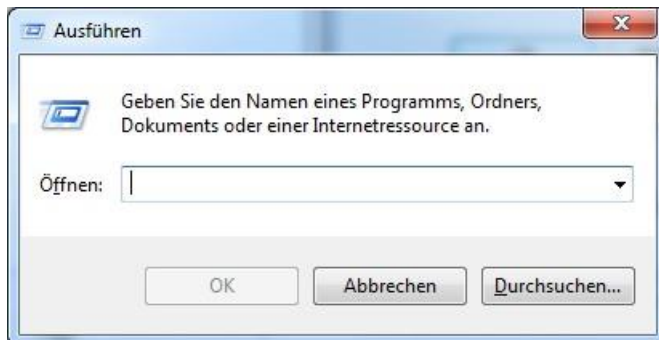 Ausführen
Geben Sie den Namen eines Programms, Ordners,
Dokuments oder einer Internetressource an.
Öffnen:
OK Abbrechen Durchsuchen...